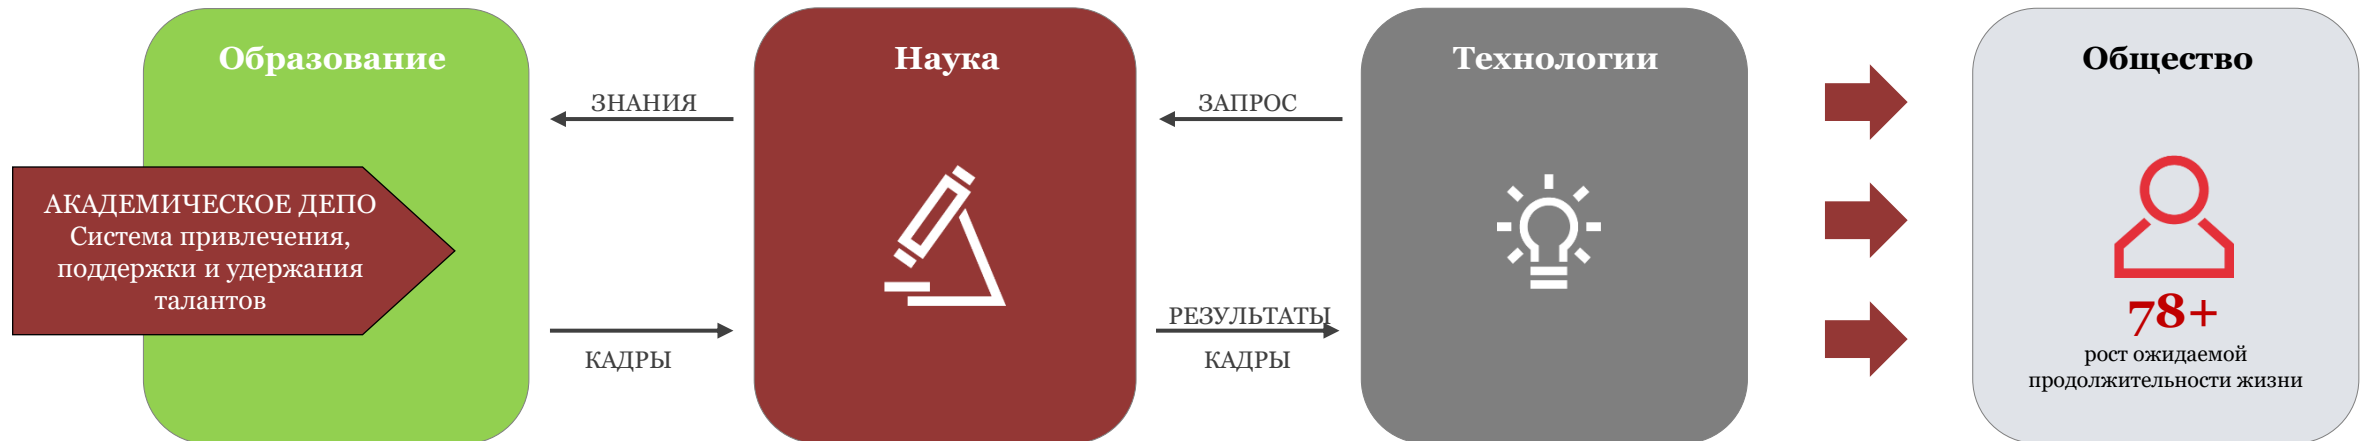 Образование
АКАДЕМИЧЕСКОЕ ДЕПО
Система привлечения,
поддержки и удержания
талантов
ЗНАНИЯ
КАДРЫ
Наука
ЗАПРОС
РЕЗУЛЬТАТЫ
КАДРЫ
Технологии
Общество
78+
рост ожидаемой
продолжительности жизни